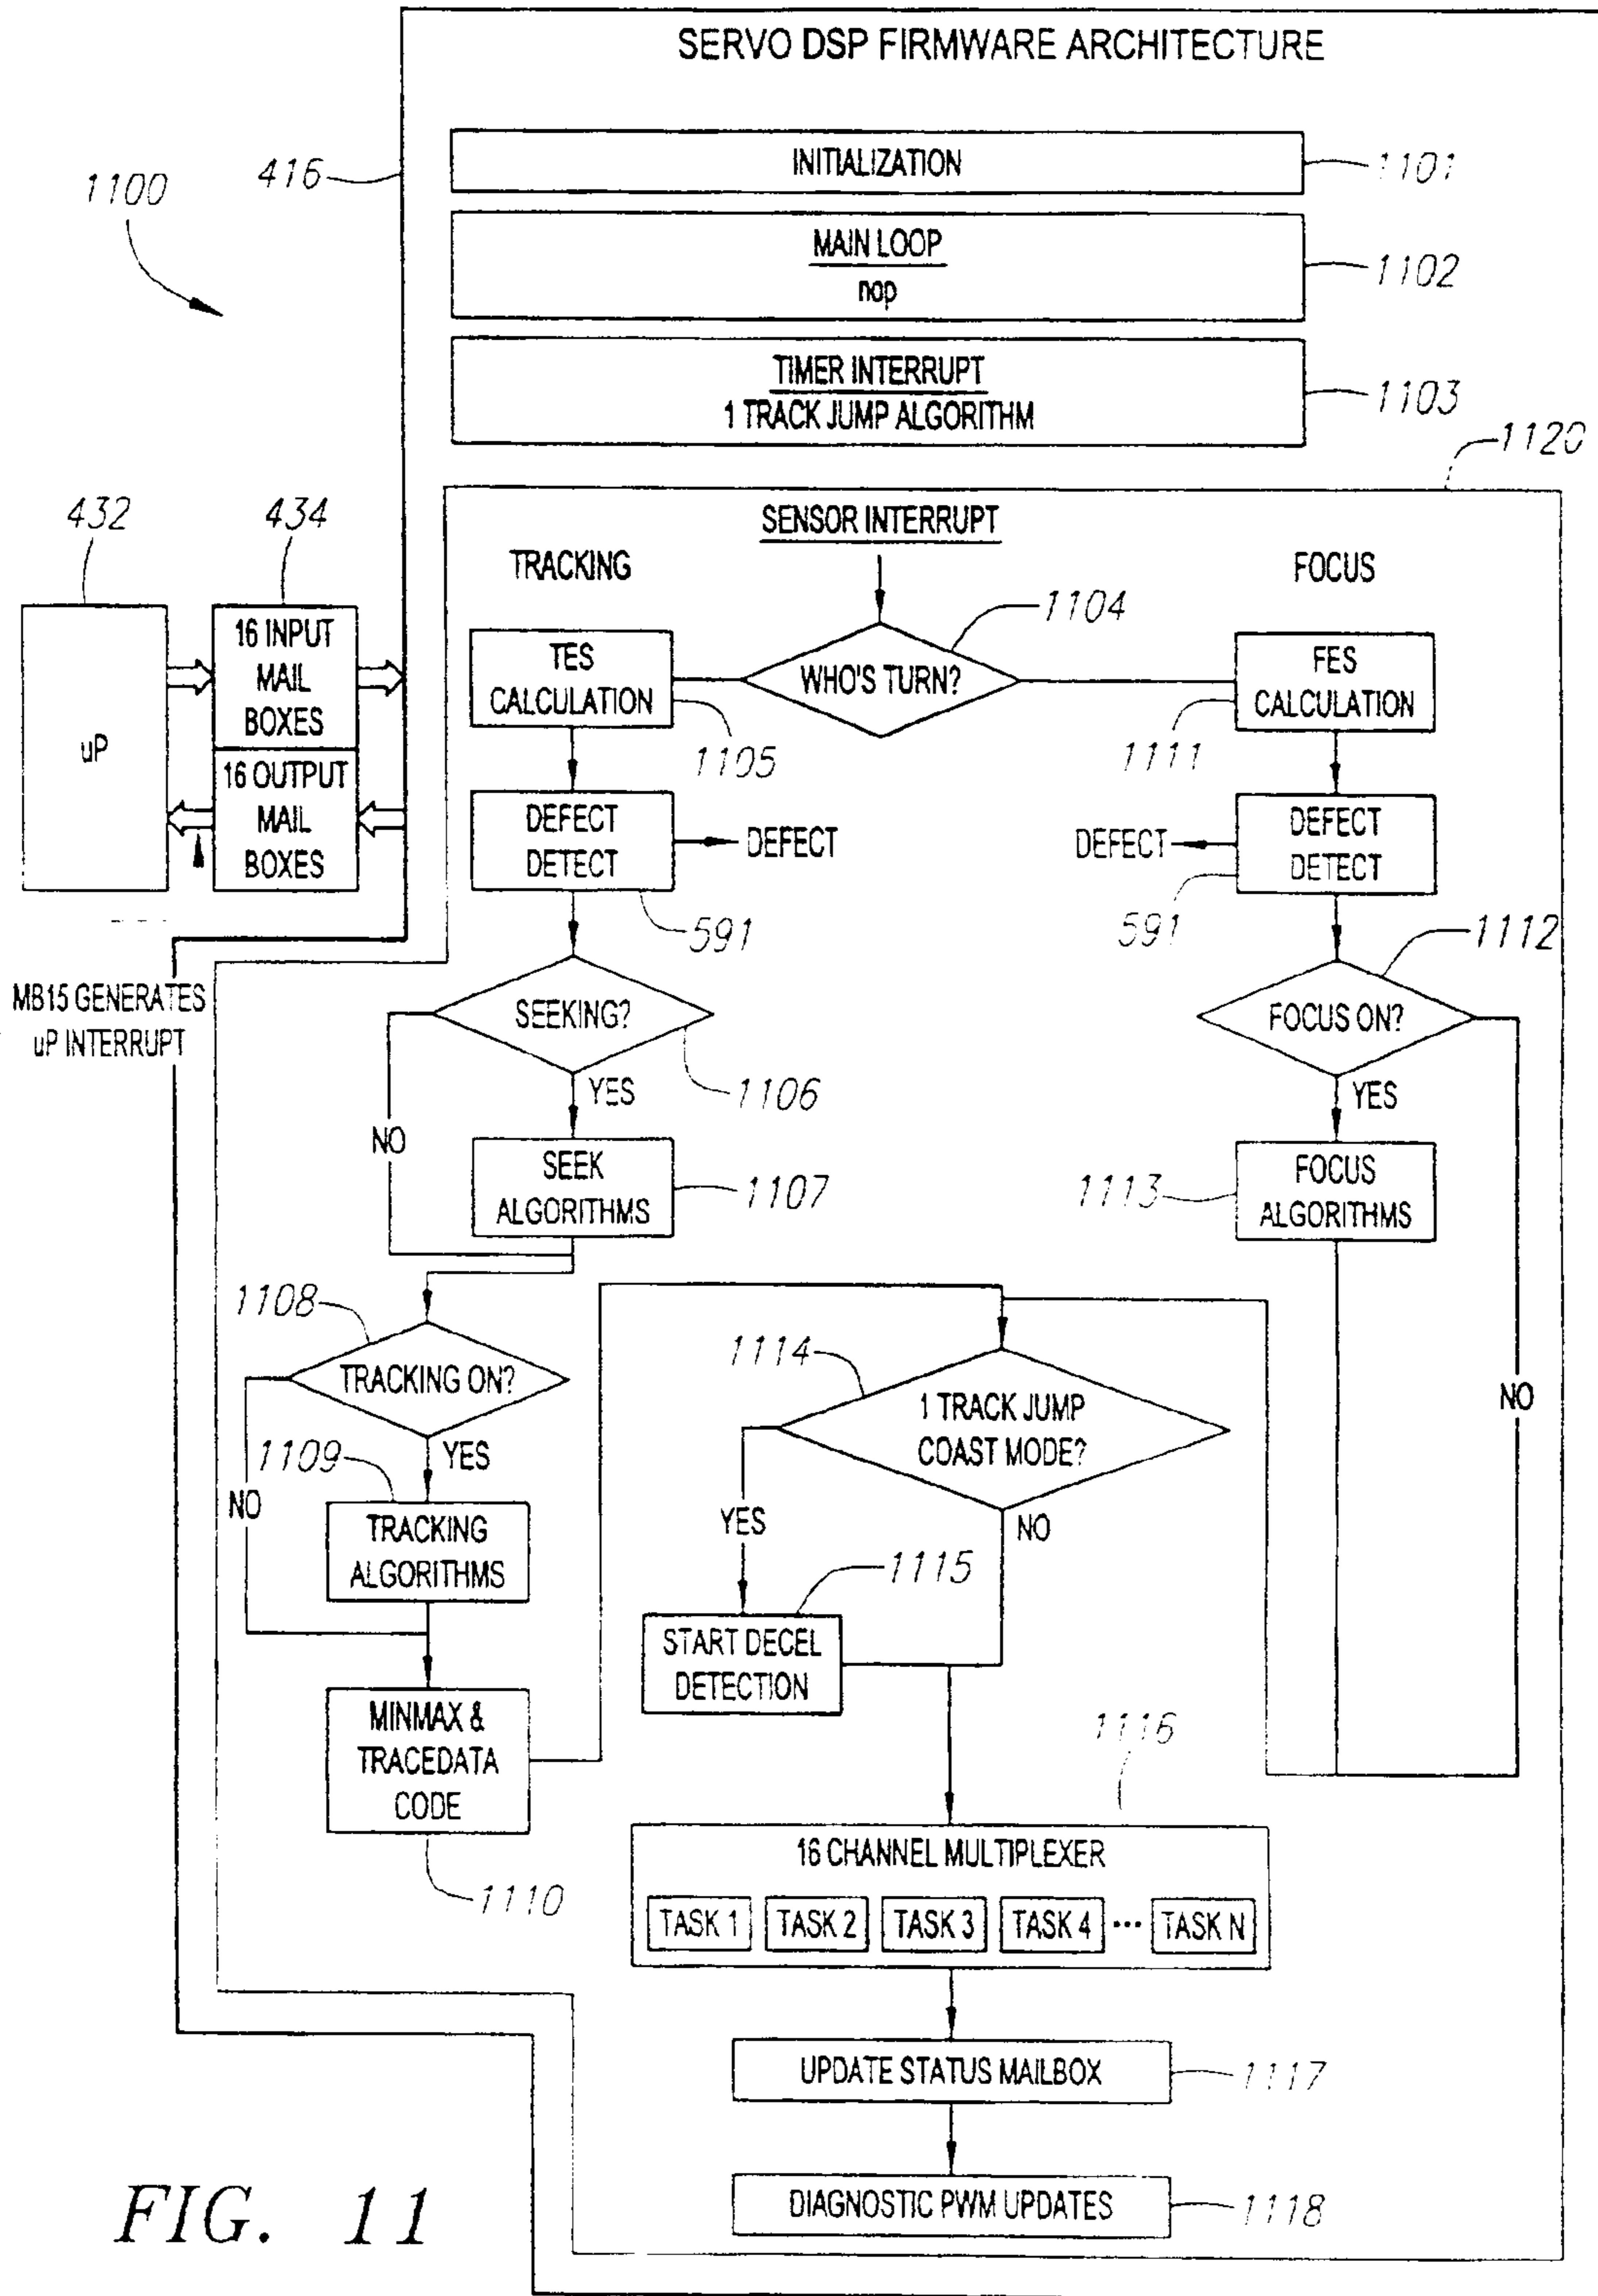 SERVO DSP FIRMWARE ARCHITECTURE
INITIALIZATION
1101
416
1100
MAIN LOOP
nop
1102
TIMER INTERRUPT
1 TRACK JUMP ALGORITHM
1103
1120
432
434
SENSOR INTERRUPT
TRACKING
FOCUS
uP
16 INPUT
MAIL
BOXES
16 OUTPUT
MAIL
BOXES
MB15 GENERATES
uP INTERRUPT
WHO'S TURN?
1104
TES
CALCULATION
1105
FES
CALCULATION
1111
DEFECT
DETECT
DEFECT
591
DEFECT
DETECT
DEFECT
591
SEEKING?
1106
YES
NO
SEEK
ALGORITHMS
1107
FOCUS ON?
1112
YES
NO
FOCUS
ALGORITHMS
1113
1108
TRACKING ON?
YES
NO
1109
TRACKING
ALGORITHMS
MINMAX &
TRACEDATA
CODE
1110
1114
1 TRACK JUMP
COAST MODE?
YES
NO
1115
START DECEL
DETECTION
1116
16 CHANNEL MULTIPLEXER
TASK 1 TASK 2 TASK 3 TASK 4 ... TASK N
UPDATE STATUS MAILBOX
1117
DIAGNOSTIC PWM UPDATES
1118
FIG. 11